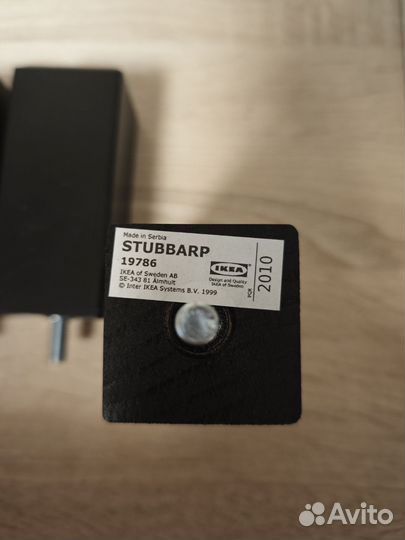 Made in Serbia
STUBBARP
19786
IKEA of Sweden AB
SE-343 81 Älmhult
© Inter IKEA Systems B.V. 1999
IKEA
Design and Quality
IKEA of Sweden
PCR
2010
Avito